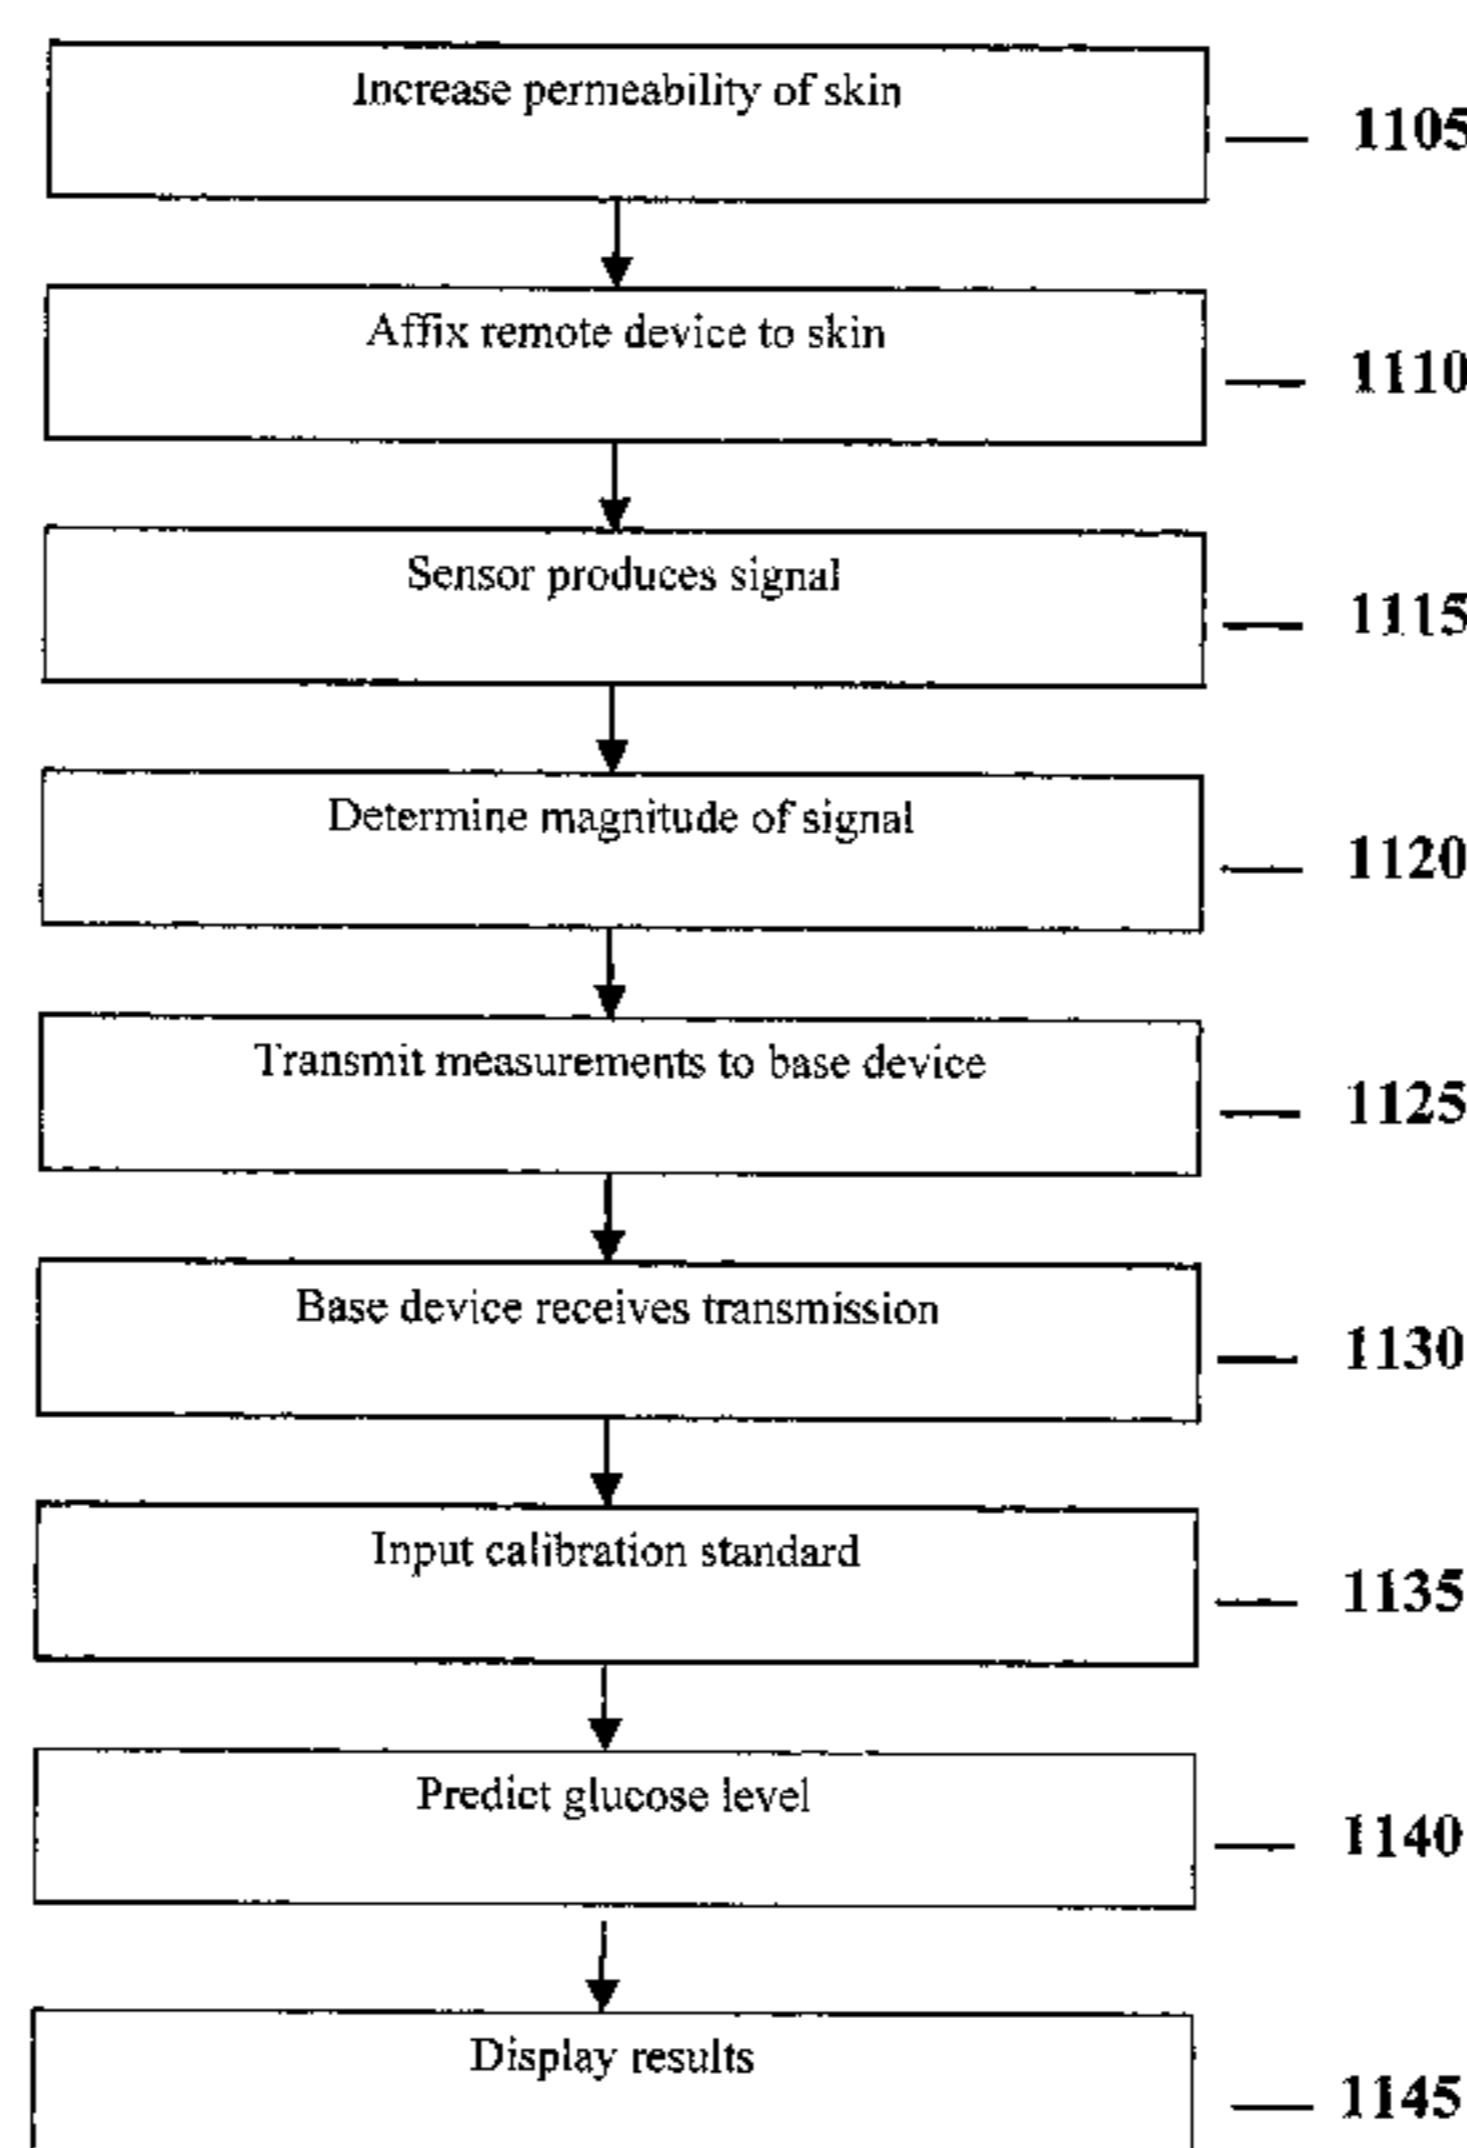 Increase permeability of skin
1105
Affix remote device to skin
1110
Sensor produces signal
1115
Determine magnitude of signal
1120
Transmit measurements to base device
1125
Base device receives transmission
1130
Input calibration standard
1135
Predict glucose level
1140
Display results
1145